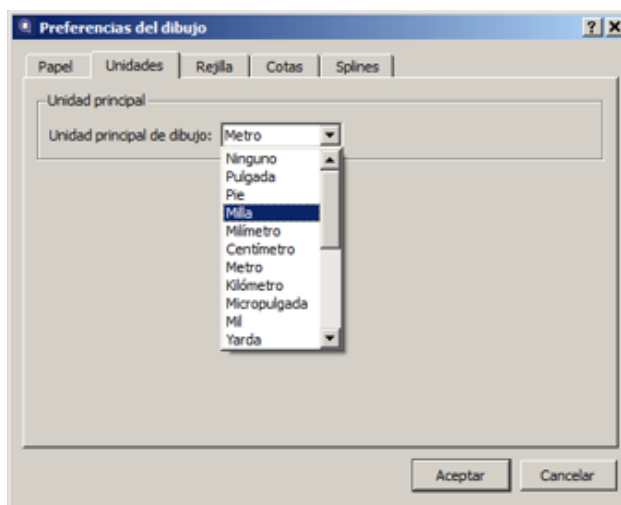 Preferencias del dibujo
Papel Unidades Rejilla Cotas Splines
Unidad principal
Unidad principal de dibujo: Metro
Ninguno
Pulgada
Pie
Milla
Milímetro
Centímetro
Metro
Kilómetro
Micropulgada
Mil
Yarda
Aceptar Cancelar